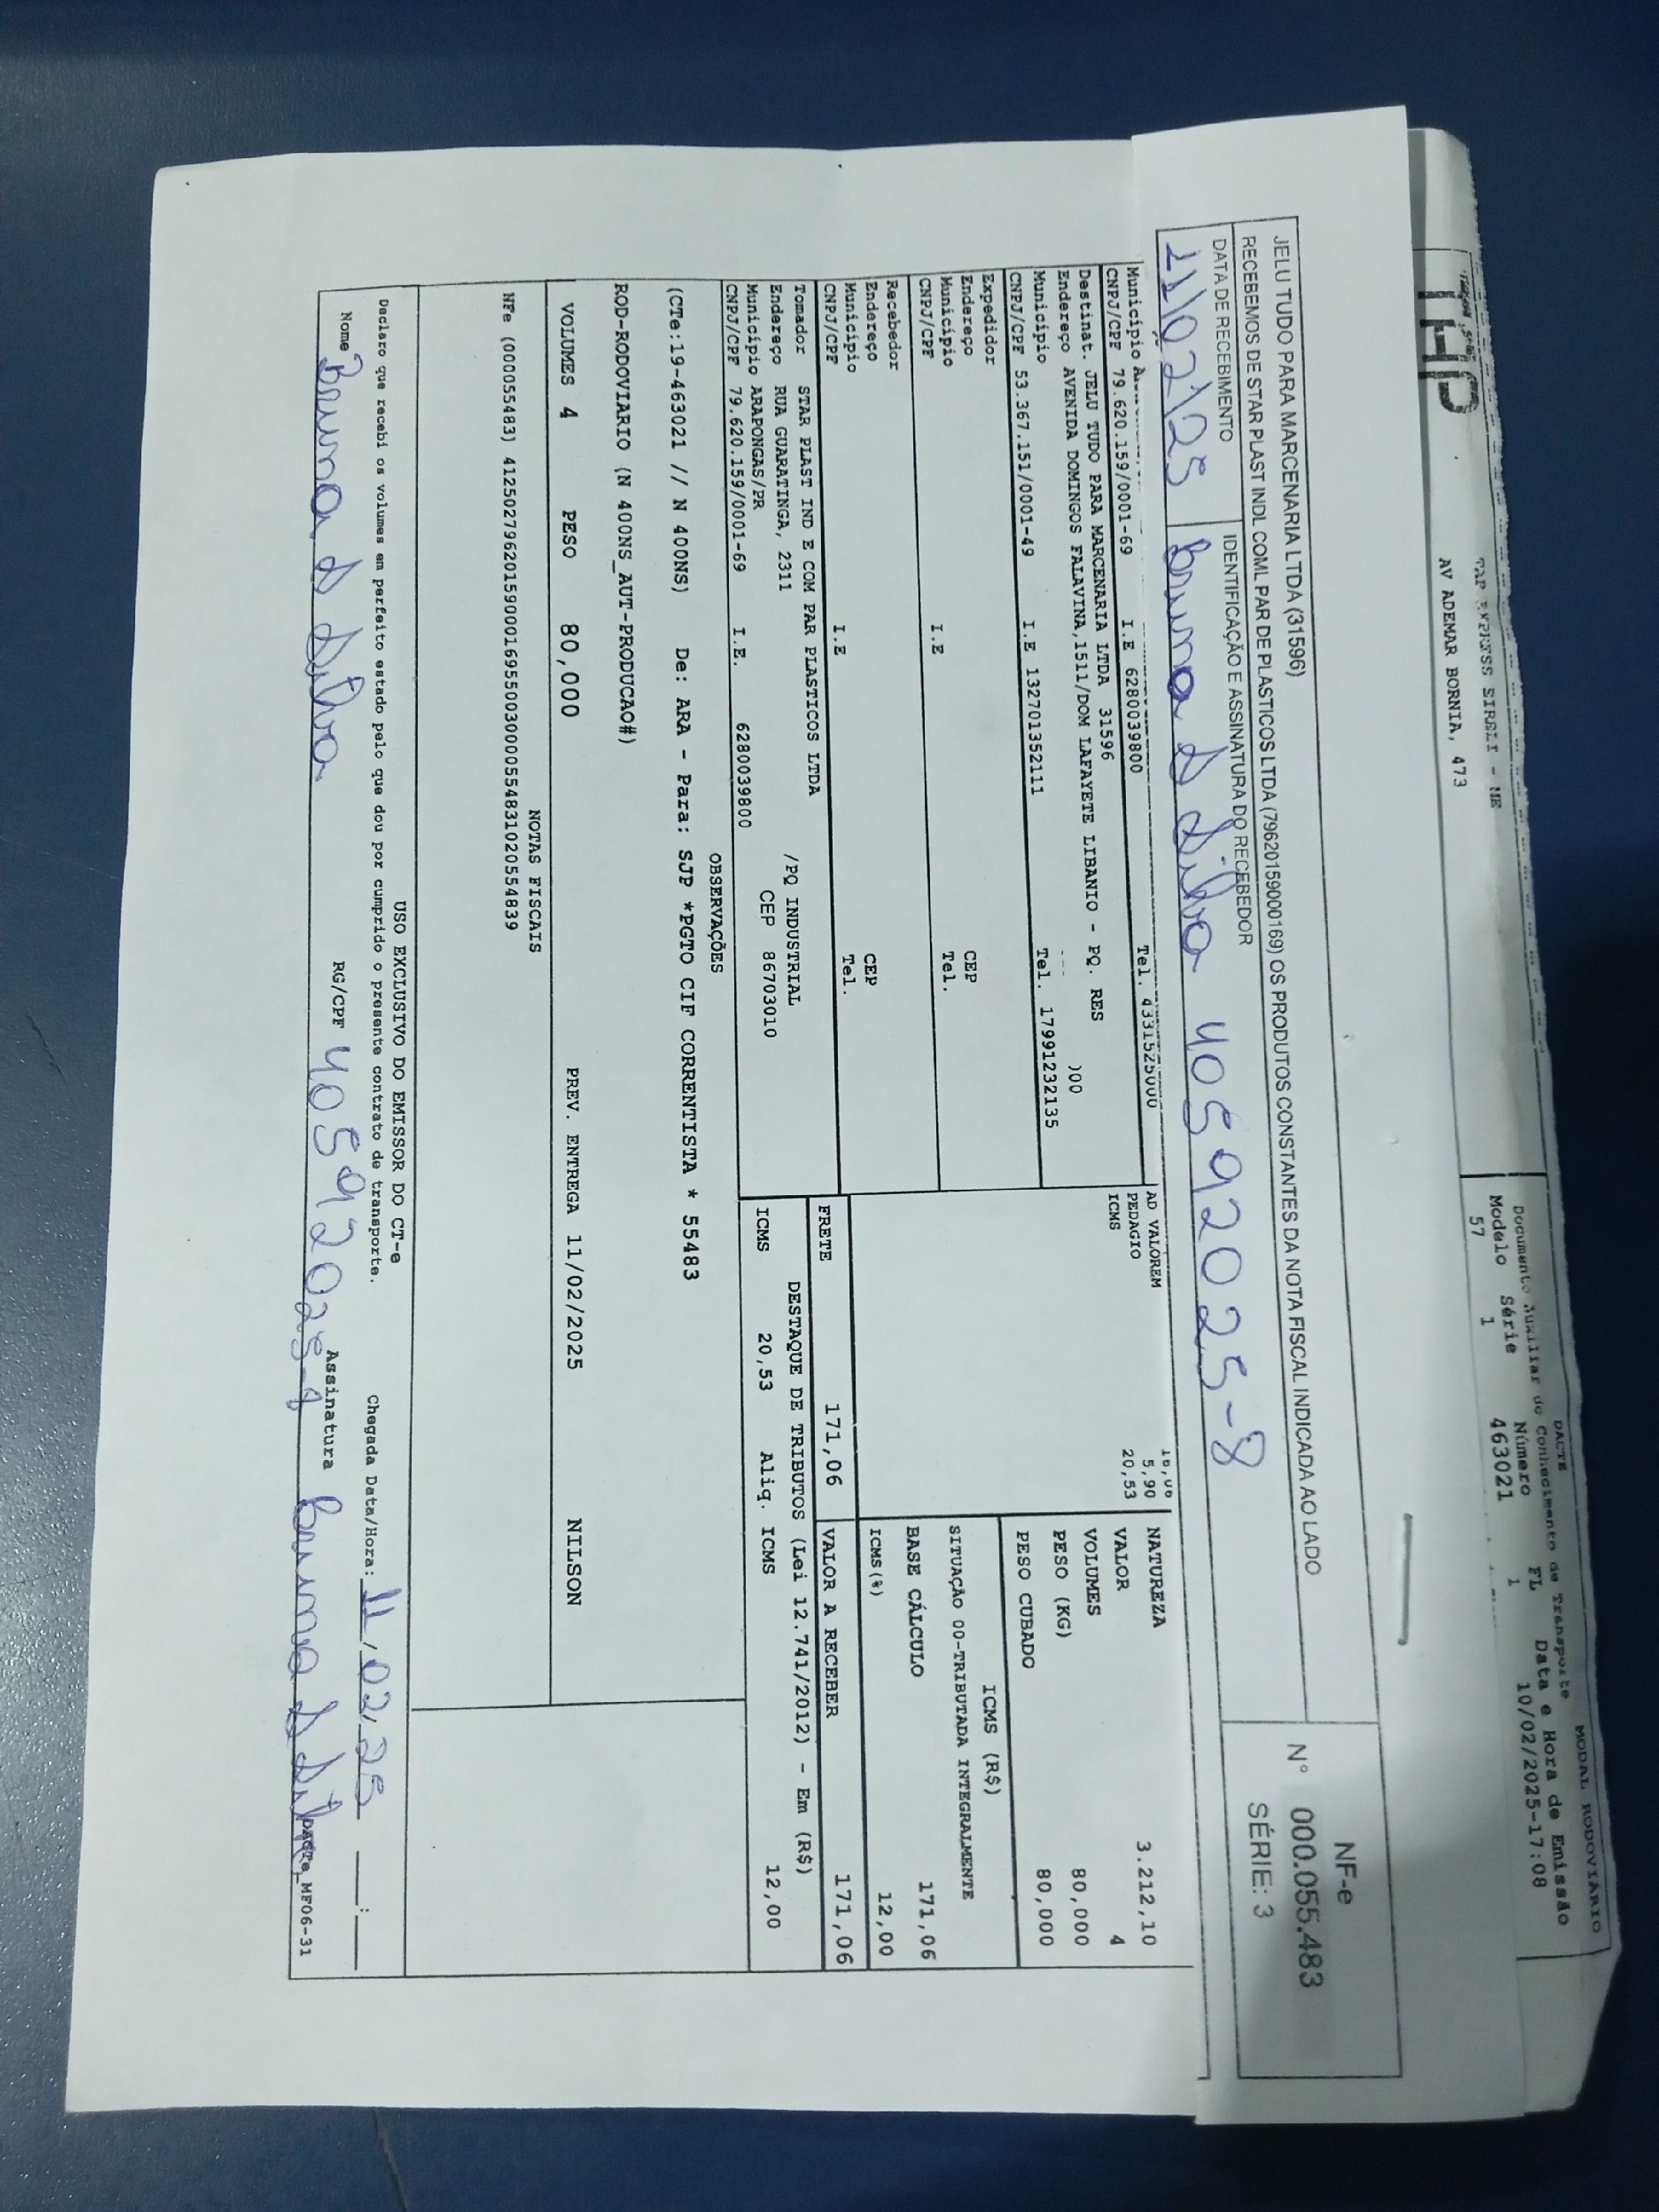 THP
TAP EXPRESS EIRELI - ME
AV ADEMAR BORNIA, 473
DACTE
Documento Auxiliar do Conhecimento de Transporte
MODAL RODOVIÁRIO
Modelo Série Número FL Data e Hora de Emissão
57 1 463021 1 10/02/2025-17:08
JELU TUDO PARA MARCENARIA LTDA (31596)
RECEBEMOS DE STAR PLAST INDL COML PAR DE PLASTICOS LTDA (79620159000169) OS PRODUTOS CONSTANTES DA NOTA FISCAL INDICADA AO LADO
DATA DE RECEBIMENTO IDENTIFICAÇÃO E ASSINATURA DO RECEBEDOR
11/02/25 Bruna d Silva 40592025-8
NF-e
N° 000.055.483
SÉRIE: 3
Município
CNPJ/CPF 79.620.159/0001-69 I.E 6280039800 Tel. 4331525000
Destinat. JELU TUDO PARA MARCENARIA LTDA 31596
Endereço AVENIDA DOMINGOS FALAVINA,1511/DOM LAFAYETE LIBANIO - PQ. RES
Município
CNPJ/CPF 53.367.151/0001-49 I.E 132701352111 Tel. 17991232135
Expedidor
Endereço
Município CEP
CNPJ/CPF I.E Tel.
Recebedor
Endereço
Município CEP
CNPJ/CPF I.E Tel.
Tomador STAR PLAST IND E COM PAR PLASTICOS LTDA
Endereço RUA GUARATINGA, 2311 /PQ INDUSTRIAL
Município ARAPONGAS/PR CEP 86703010
CNPJ/CPF 79.620.159/0001-69 I.E. 6280039800
AD VALOREM 16,06
PEDAGIO 5,90
ICMS 20,53
NATUREZA
VALOR 3.212,10
VOLUMES 4
PESO (KG) 80,000
PESO CUBADO 80,000
ICMS (R$)
SITUAÇÃO 00-TRIBUTADA INTEGRALMENTE
BASE CÁLCULO 171,06
ICMS(%) 12,00
FRETE 171,06 VALOR A RECEBER 171,06
DESTAQUE DE TRIBUTOS (Lei 12.741/2012) - Em (R$)
ICMS 20,53 Aliq. ICMS 12,00
OBSERVAÇÕES
(CTe:19-463021 // N 400NS) De: ARA - Para: SJP *PGTO CIF CORRENTISTA * 55483
ROD-RODOVIARIO (N 400NS_AUT-PRODUCAO#)
VOLUMES 4 PESO 80,000 PREV. ENTREGA 11/02/2025 NILSON
NOTAS FISCAIS
NFe (000055483) 41250279620159000169550030000554831020554839
USO EXCLUSIVO DO EMISSOR DO CT-e
Declaro que recebi os volumes em perfeito estado pelo que dou por cumprido o presente contrato de transporte. Chegada Data/Hora: 11/02/25 ___:___
Nome Bruna d Silva RG/CPF 40592025-8 Assinatura Bruna d Silva
DACTe_MF06-31